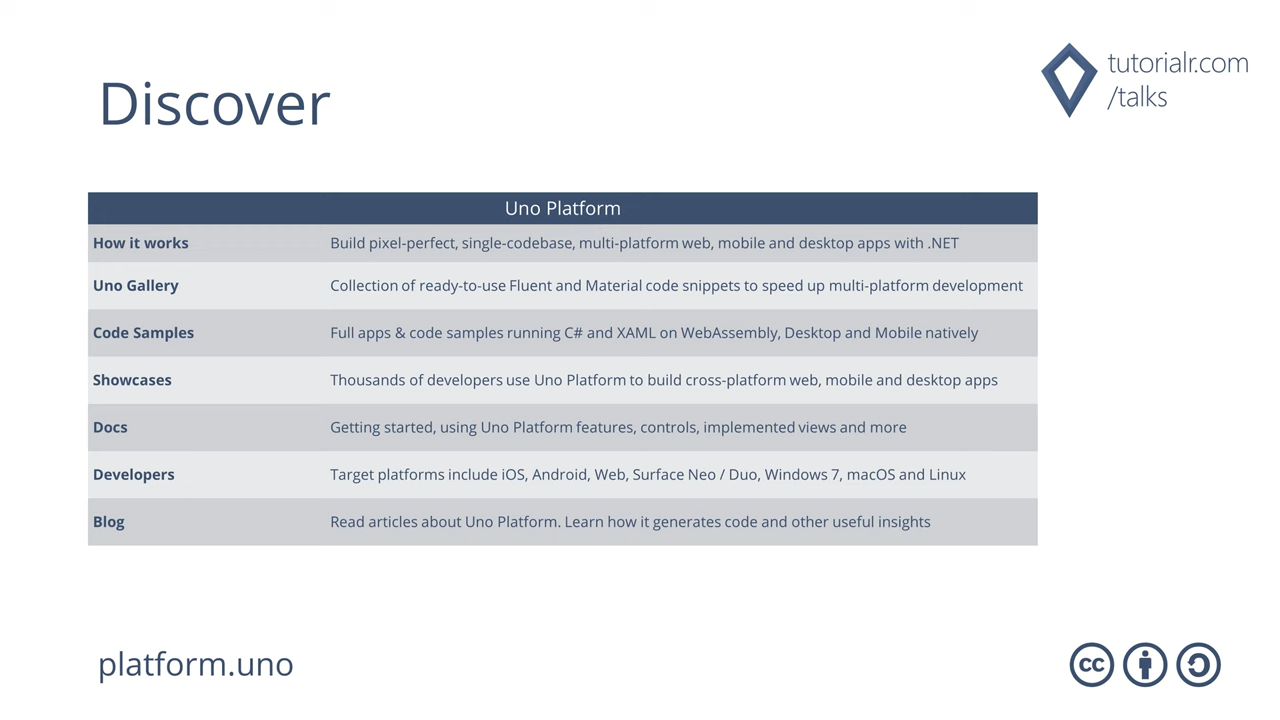 Discover
tutorialr.com
/talks
Uno Platform
How it works Build pixel-perfect, single-codebase, multi-platform web, mobile and desktop apps with .NET
Uno Gallery Collection of ready-to-use Fluent and Material code snippets to speed up multi-platform development
Code Samples Full apps & code samples running C# and XAML on WebAssembly, Desktop and Mobile natively
Showcases Thousands of developers use Uno Platform to build cross-platform web, mobile and desktop apps
Docs Getting started, using Uno Platform features, controls, implemented views and more
Developers Target platforms include iOS, Android, Web, Surface Neo / Duo, Windows 7, macOS and Linux
Blog Read articles about Uno Platform. Learn how it generates code and other useful insights
platform.uno
cc